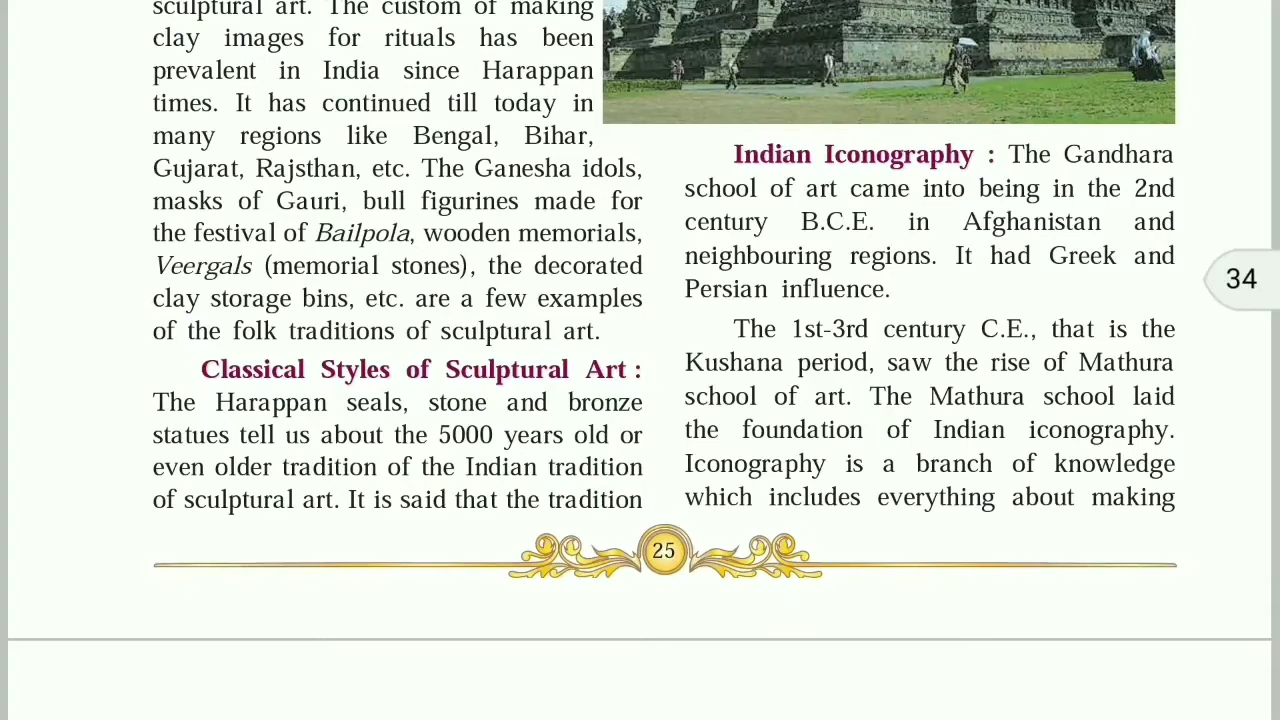 sculptural art. The custom of making
clay images for rituals has been
prevalent in India since Harappan
times. It has continued till today in
many regions like Bengal, Bihar,
Gujarat, Rajsthan, etc. The Ganesha idols,
masks of Gauri, bull figurines made for
the festival of Bailpola, wooden memorials,
Veergals (memorial stones), the decorated
clay storage bins, etc. are a few examples
of the folk traditions of sculptural art.
Classical Styles of Sculptural Art :
The Harappan seals, stone and bronze
statues tell us about the 5000 years old or
even older tradition of the Indian tradition
of sculptural art. It is said that the tradition
Indian Iconography : The Gandhara
school of art came into being in the 2nd
century B.C.E. in Afghanistan and
neighbouring regions. It had Greek and
Persian influence.
The 1st-3rd century C.E., that is the
Kushana period, saw the rise of Mathura
school of art. The Mathura school laid
the foundation of Indian iconography.
Iconography is a branch of knowledge
which includes everything about making
25
34